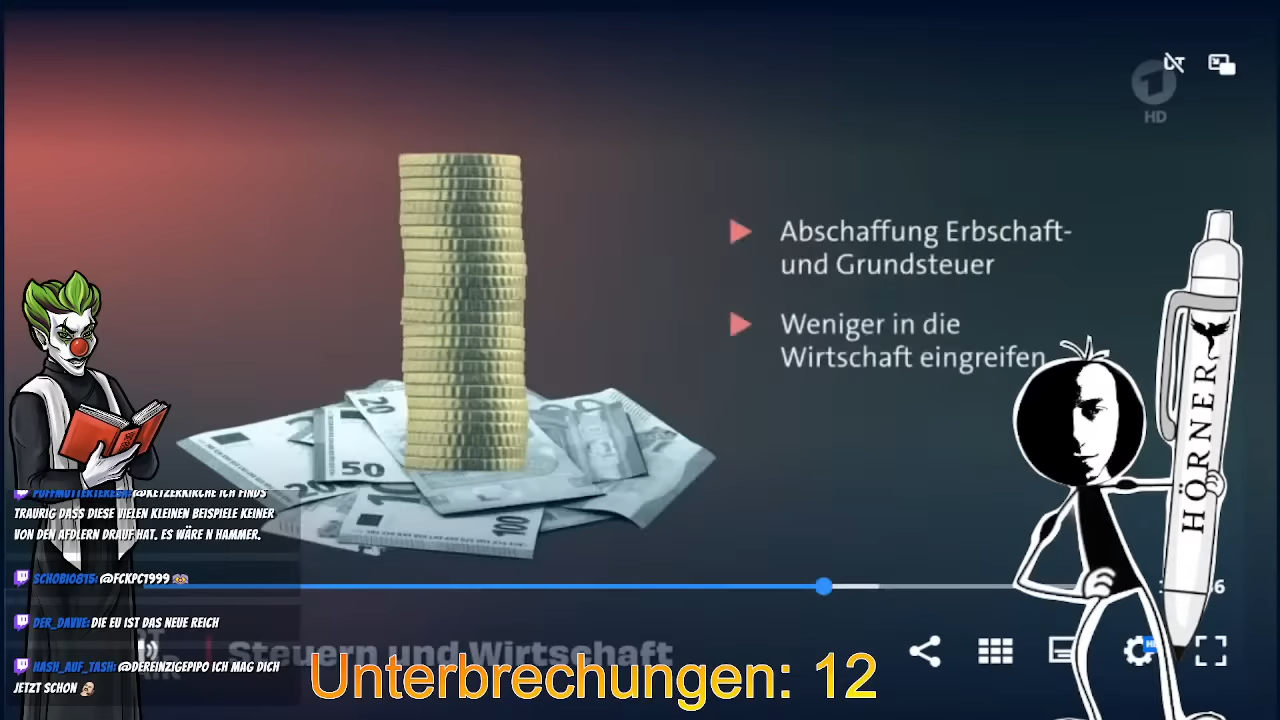 HD
Abschaffung Erbschaft-
und Grundsteuer
Weniger in die
Wirtschaft eingreifen
HÖRNER
20
50
100
PUFFMUTTERTERESA: @KETZERKIRCHE ICH FINDS
TRAURIG DASS DIESE VIELEN KLEINEN BEISPIELE KEINER
VON DEN AFDLERN DRAUF HAT. ES WÄRE N HAMMER.
SCHOBI0815: @FCKPC1999
DER_DAVVE: DIE EU IST DAS NEUE REICH
HASH_AUF_TASH: @DEREINZIGEPIPO ICH MAG DICH
JETZT SCHON
Steuern und Wirtschaft
Unterbrechungen: 12